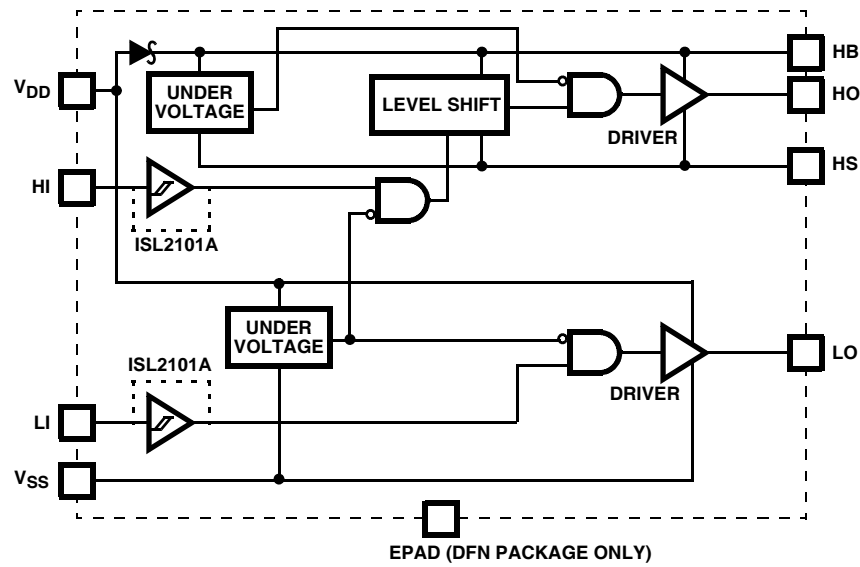 HB
VDD
UNDER
VOLTAGE
LEVEL SHIFT
HO
DRIVER
HS
HI
ISL2101A
UNDER
VOLTAGE
LO
ISL2101A
DRIVER
LI
VSS
EPAD (DFN PACKAGE ONLY)